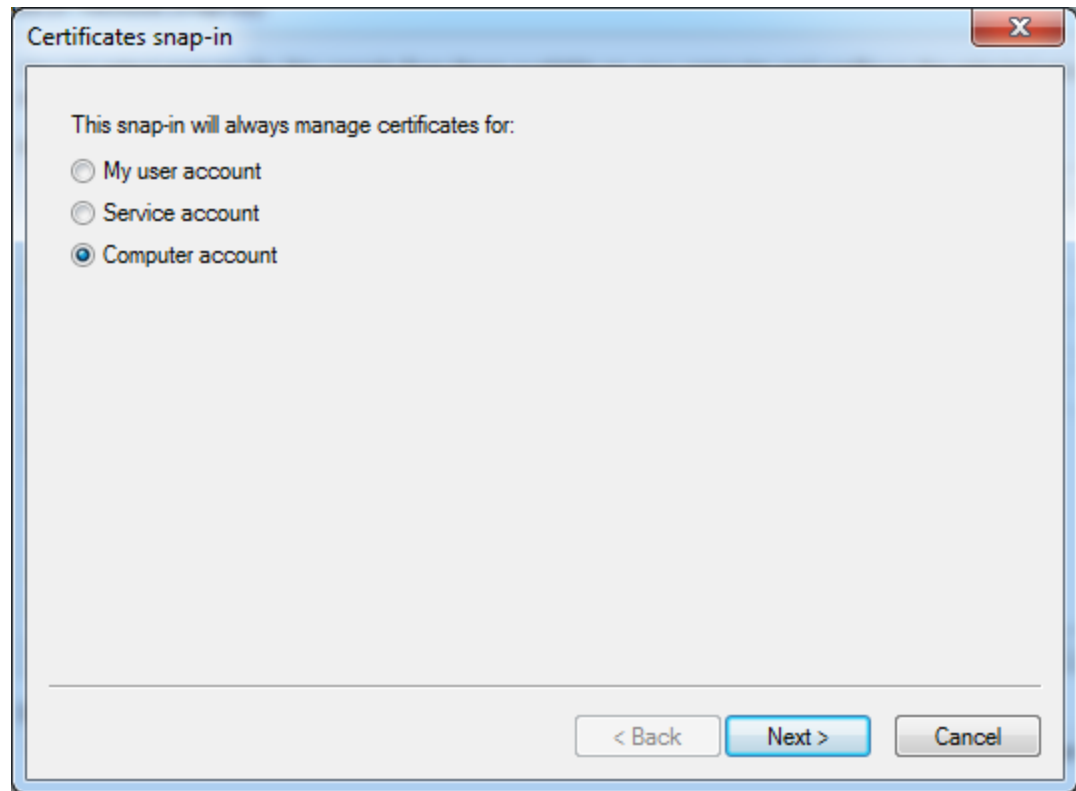 Certificates snap-in
This snap-in will always manage certificates for:
My user account
Service account
Computer account
< Back
Next >
Cancel